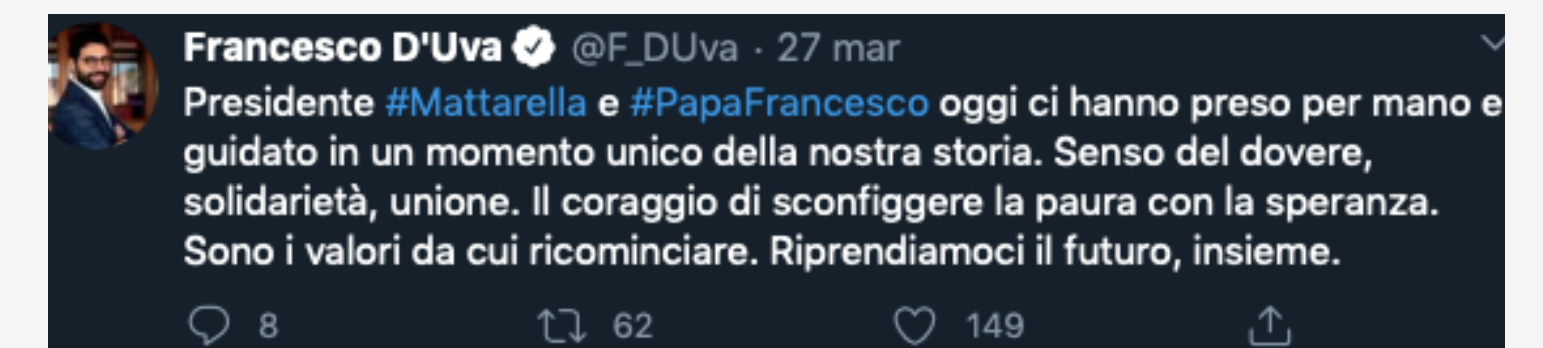 Francesco D'Uva @F_DUva · 27 mar
Presidente #Mattarella e #PapaFrancesco oggi ci hanno preso per mano e
guidato in un momento unico della nostra storia. Senso del dovere,
solidarietà, unione. Il coraggio di sconfiggere la paura con la speranza.
Sono i valori da cui ricominciare. Riprendiamoci il futuro, insieme.
8 62 149